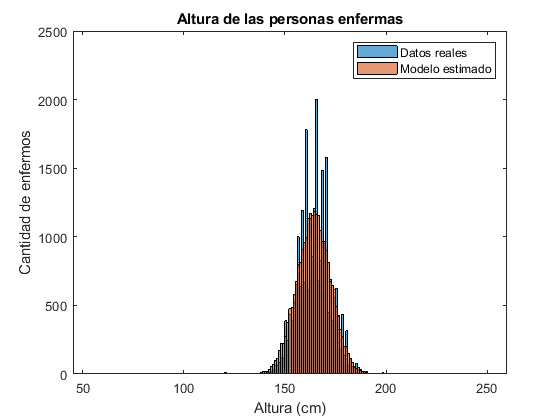 Altura de las personas enfermas
Datos reales
Modelo estimado
2500
2000
1500
1000
500
0
Cantidad de enfermos
50
100
150
200
250
Altura (cm)